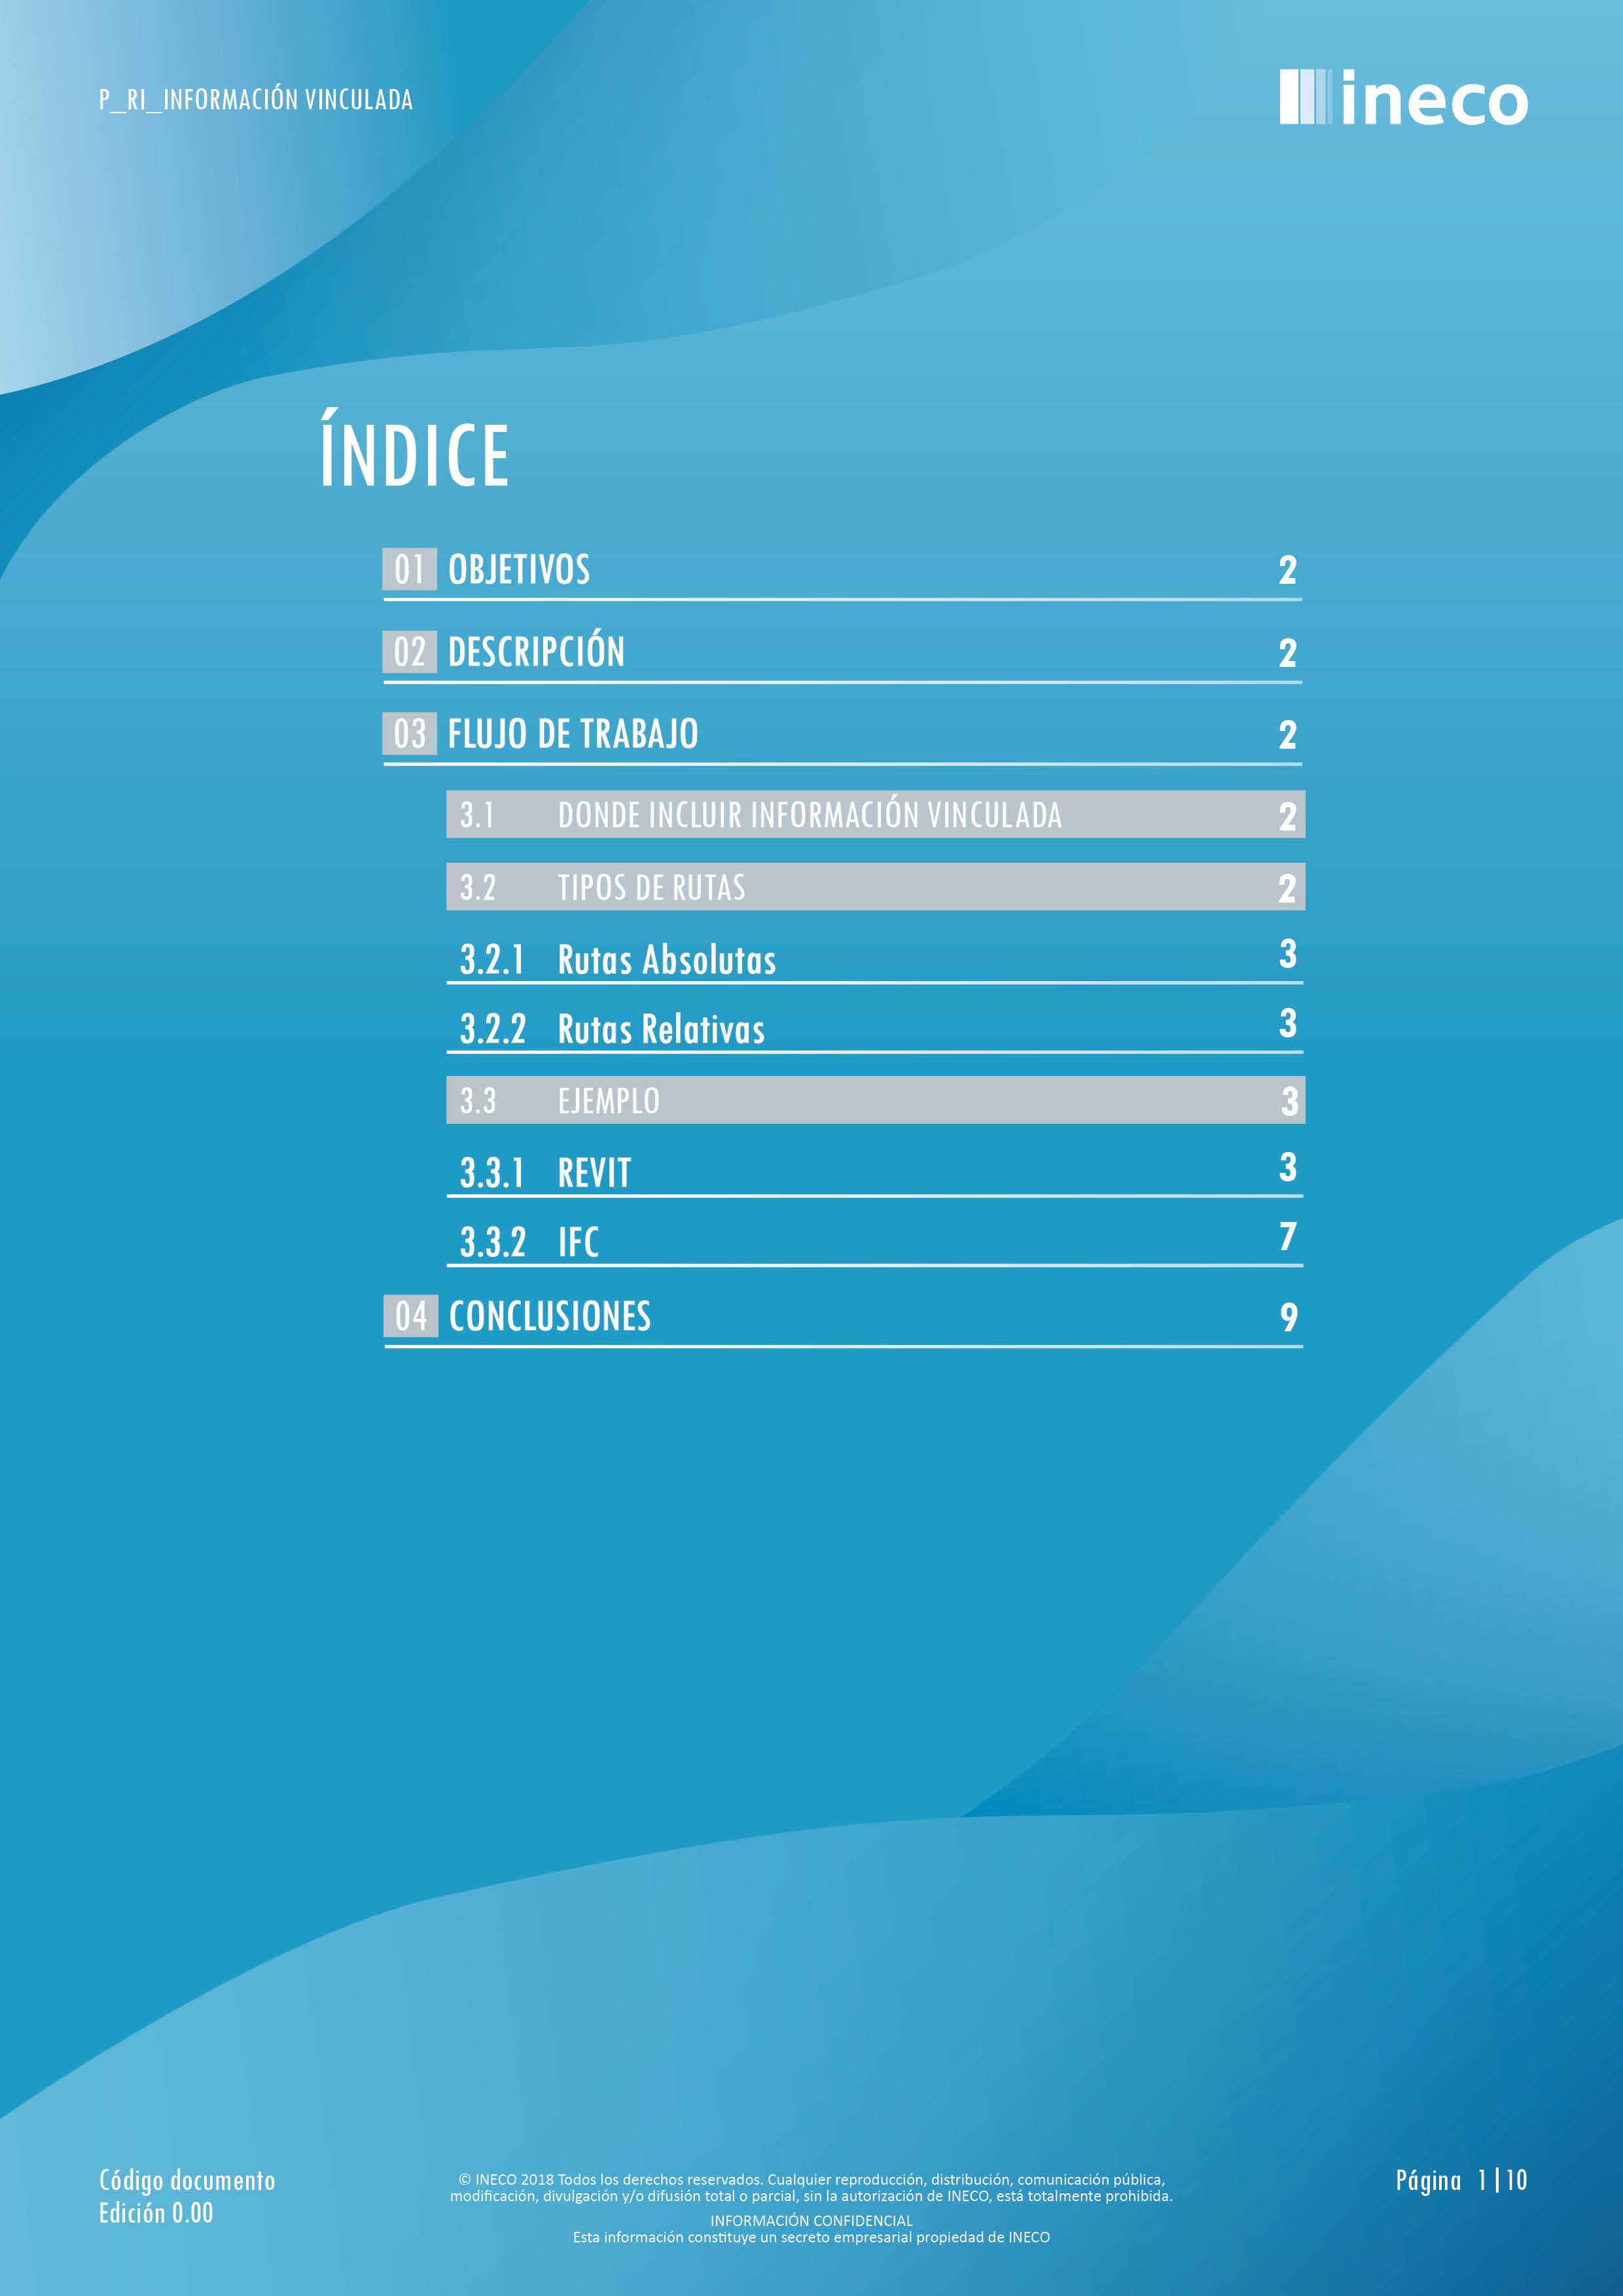 P_RI_INFORMACIÓN VINCULADA
ineco
ÍNDICE
01 OBJETIVOS 2
02 DESCRIPCIÓN 2
03 FLUJO DE TRABAJO 2
3.1 DONDE INCLUIR INFORMACIÓN VINCULADA 2
3.2 TIPOS DE RUTAS 2
3.2.1 Rutas Absolutas 3
3.2.2 Rutas Relativas 3
3.3 EJEMPLO 3
3.3.1 REVIT 3
3.3.2 IFC 7
04 CONCLUSIONES 9
Código documento
Edición 0.00
© INECO 2018 Todos los derechos reservados. Cualquier reproducción, distribución, comunicación pública,
modificación, divulgación y/o difusión total o parcial, sin la autorización de INECO, está totalmente prohibida.
INFORMACIÓN CONFIDENCIAL
Esta información constituye un secreto empresarial propiedad de INECO
Página 1|10